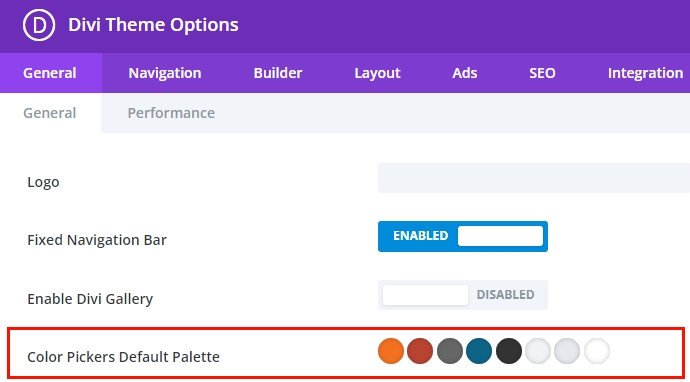 D Divi Theme Options
General Navigation Builder Layout Ads SEO Integration
General Performance
Logo
Fixed Navigation Bar ENABLED
Enable Divi Gallery DISABLED
Color Pickers Default Palette